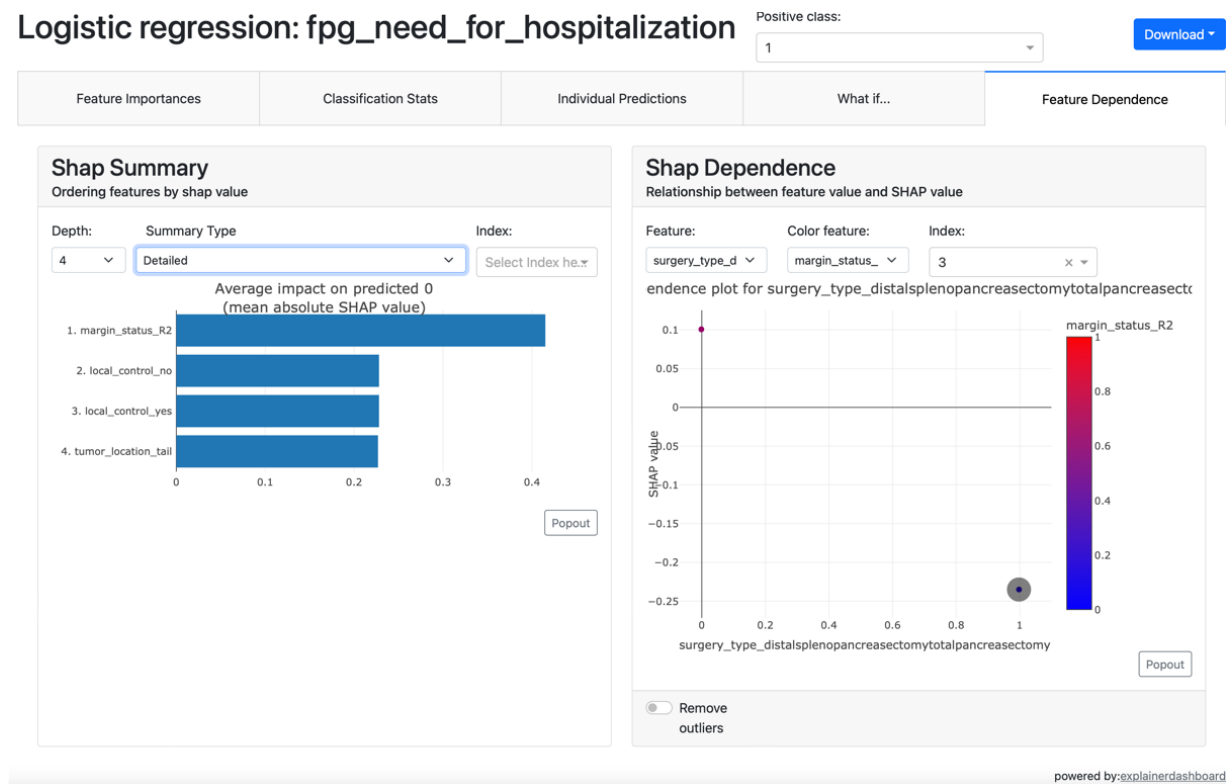 Logistic regression: fpg_need_for_hospitalization
Positive class:
1
Download
Feature Importances
Classification Stats
Individual Predictions
What if...
Feature Dependence
Shap Summary
Ordering features by shap value
Depth:
Summary Type
Index:
4
Detailed
Select Index he...
Average impact on predicted 0
(mean absolute SHAP value)
1. margin_status_R2
2. local_control_no
3. local_control_yes
4. tumor_location_tail
0 0.1 0.2 0.3 0.4
Popout
Shap Dependence
Relationship between feature value and SHAP value
Feature:
Color feature:
Index:
surgery_type_d
margin_status_
3
×
endence plot for surgery_type_distalsplenopancreasectomytotalpancreasecto
0.1
0.05
0
−0.05
−0.1
−0.15
−0.2
−0.25
SHAP value
0 0.2 0.4 0.6 0.8 1
surgery_type_distalsplenopancreasectomytotalpancreasectomy
margin_status_R2
1
0.8
0.6
0.4
0.2
0
Popout
Remove
outliers
powered by:explainerdashboard